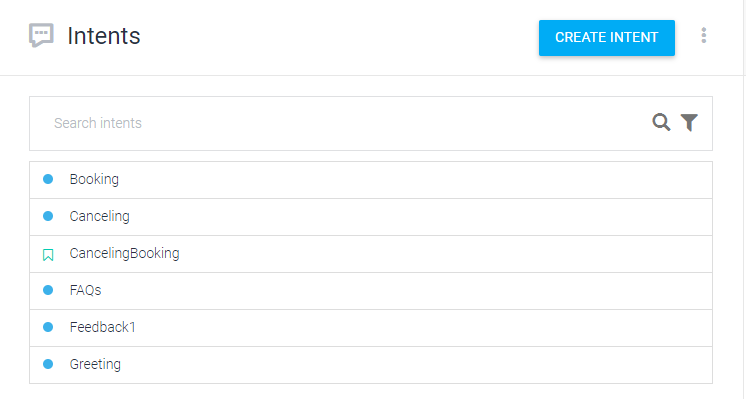 Intents
CREATE INTENT
Search intents
Booking
Canceling
CancelingBooking
FAQs
Feedback1
Greeting